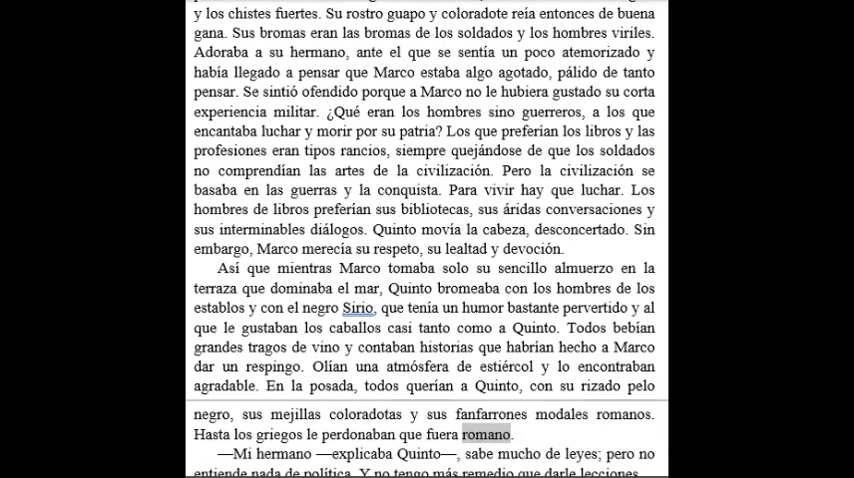 y los chistes fuertes. Su rostro guapo y coloradote reía entonces de buena
gana. Sus bromas eran las bromas de los soldados y los hombres viriles.
Adoraba a su hermano, ante el que se sentía un poco atemorizado y
había llegado a pensar que Marco estaba algo agotado, pálido de tanto
pensar. Se sintió ofendido porque a Marco no le hubiera gustado su corta
experiencia militar. ¿Qué eran los hombres sino guerreros, a los que
encantaba luchar y morir por su patria? Los que preferían los libros y las
profesiones eran tipos rancios, siempre quejándose de que los soldados
no comprendían las artes de la civilización. Pero la civilización se
basaba en las guerras y la conquista. Para vivir hay que luchar. Los
hombres de libros preferían sus bibliotecas, sus áridas conversaciones y
sus interminables diálogos. Quinto movía la cabeza, desconcertado. Sin
embargo, Marco merecía su respeto, su lealtad y devoción.
Así que mientras Marco tomaba solo su sencillo almuerzo en la
terraza que dominaba el mar, Quinto bromeaba con los hombres de los
establos y con el negro Sirio, que tenía un humor bastante pervertido y al
que le gustaban los caballos casi tanto como a Quinto. Todos bebían
grandes tragos de vino y contaban historias que habrían hecho a Marco
dar un respingo. Olían una atmósfera de estiércol y lo encontraban
agradable. En la posada, todos querían a Quinto, con su rizado pelo
negro, sus mejillas coloradotas y sus fanfarrones modales romanos.
Hasta los griegos le perdonaban que fuera romano.
—Mi hermano —explicaba Quinto—, sabe mucho de leyes; pero no
entiende nada de política. Y no tengo más remedio que darle lecciones